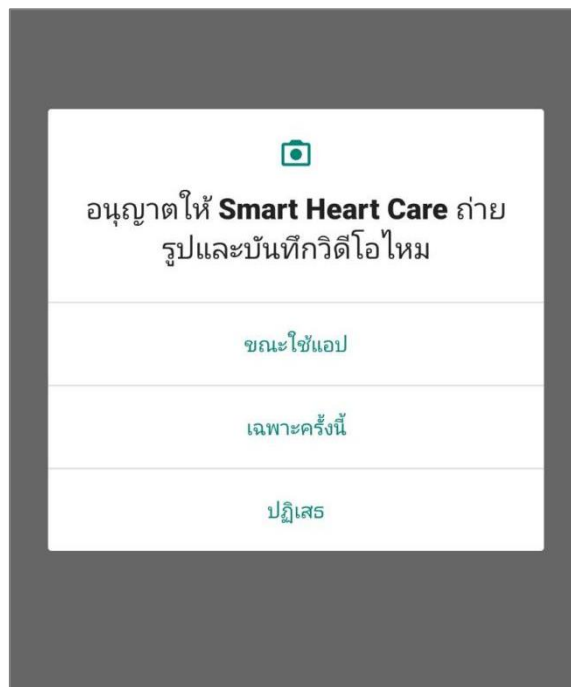 อนุญาตให้ Smart Heart Care ถ่าย
รูปและบันทึกวิดีโอไหม
ขณะใช้แอป
เฉพาะครั้งนี้
ปฏิเสธ